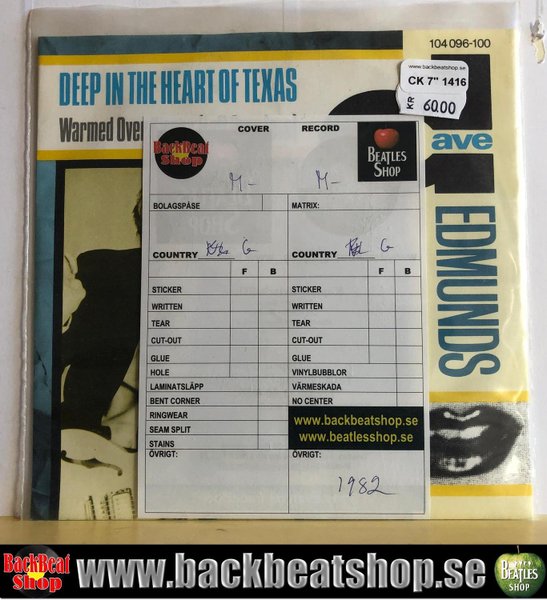 104 096-100
www.backbeatshop.se
CK 7" 1416
KR 60.00
DEEP IN THE HEART OF TEXAS
Warmed Over
ave
EDMUNDS
BackBeat Shop
COVER
RECORD
BEATLES SHOP
M-
M-
BOLAGSPÅSE
MATRIX:
COUNTRY G
COUNTRY G
F B
F B
STICKER
STICKER
WRITTEN
WRITTEN
TEAR
TEAR
CUT-OUT
CUT-OUT
GLUE
GLUE
HOLE
VINYLBUBBLOR
LAMINATSLÄPP
VÄRMESKADA
BENT CORNER
NO CENTER
RINGWEAR
SEAM SPLIT
STAINS
www.backbeatshop.se
www.beatlesshop.se
ÖVRIGT:
ÖVRIGT:
1982
BackBeat Shop
www.backbeatshop.se
BEATLES SHOP